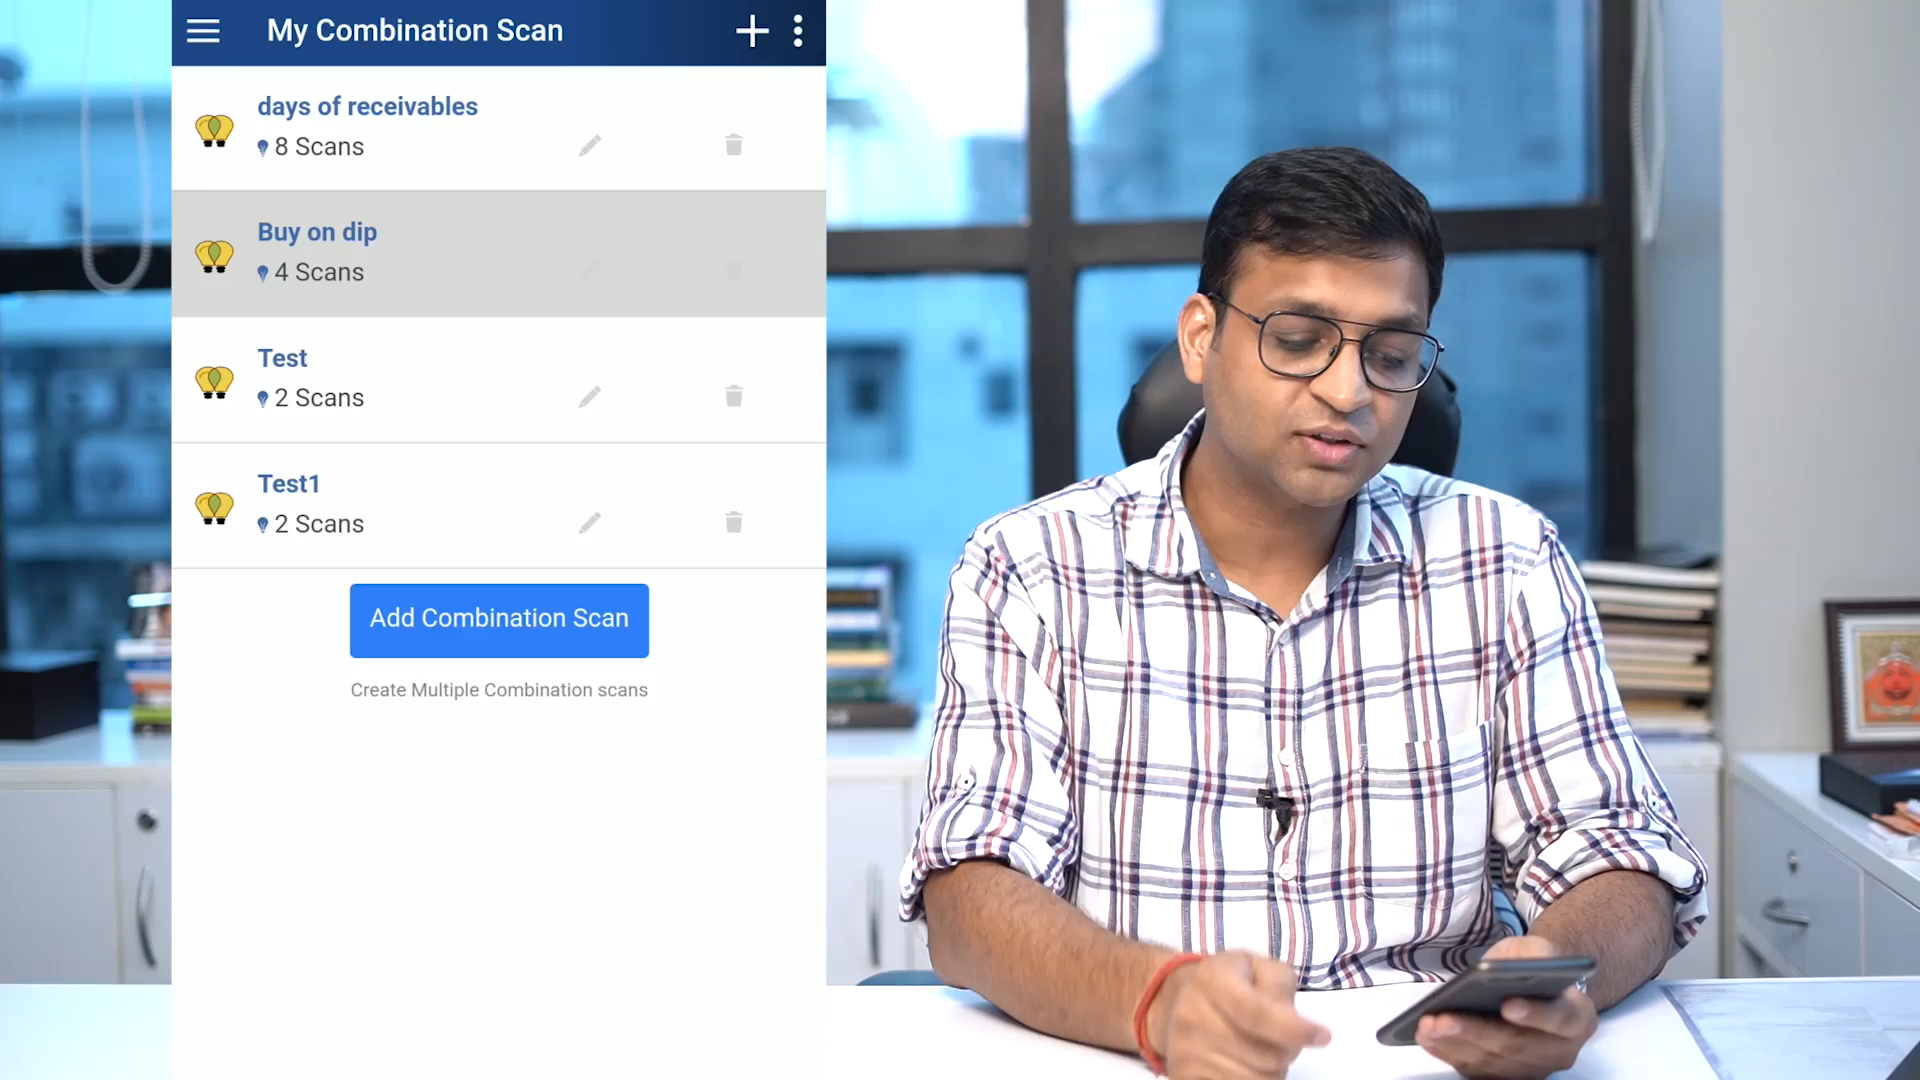 My Combination Scan
days of receivables
8 Scans
Buy on dip
4 Scans
Test
2 Scans
Test1
2 Scans
Add Combination Scan
Create Multiple Combination scans